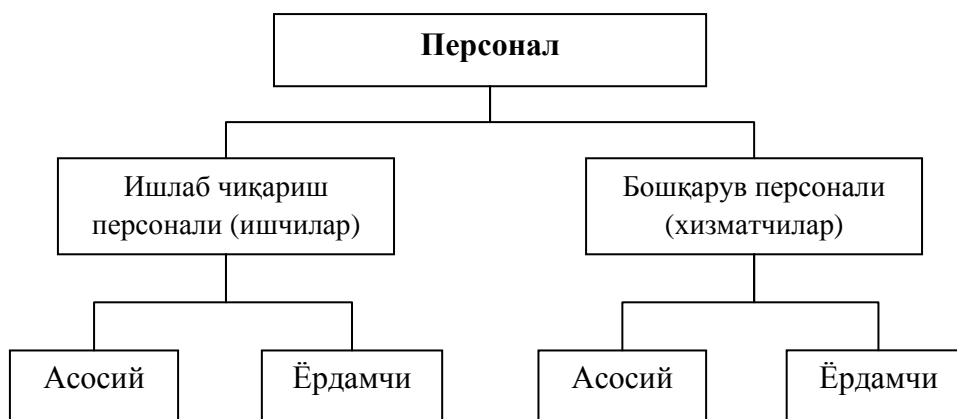 Персонал
Ишлаб чиқариш
персонали (ишчилар)
Бошқарув персонали
(хизматчилар)
Асосий
Ёрдамчи
Асосий
Ёрдамчи